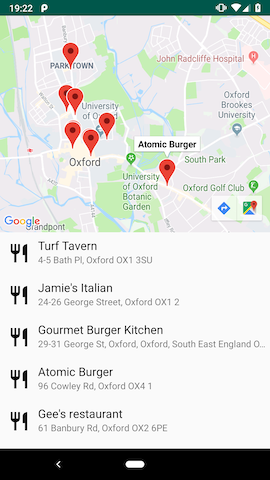 19:22
PARKTOWN
John Radcliffe Hospital
University
of Oxford
Oxford
Brookes
University
Atomic Burger
Oxford
South Park
University
of Oxford
Botanic
Garden
Oxford Golf Club
Google
Grandpont
Turf Tavern
4-5 Bath Pl, Oxford OX1 3SU
Jamie's Italian
24-26 George Street, Oxford OX1 2
Gourmet Burger Kitchen
29-31 George St, Oxford, Oxford, South East England O...
Atomic Burger
96 Cowley Rd, Oxford OX4 1
Gee's restaurant
61 Banbury Rd, Oxford OX2 6PE